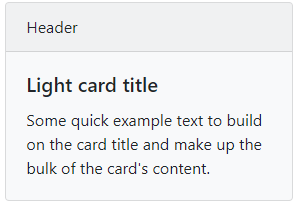 Header
Light card title
Some quick example text to build
on the card title and make up the
bulk of the card's content.